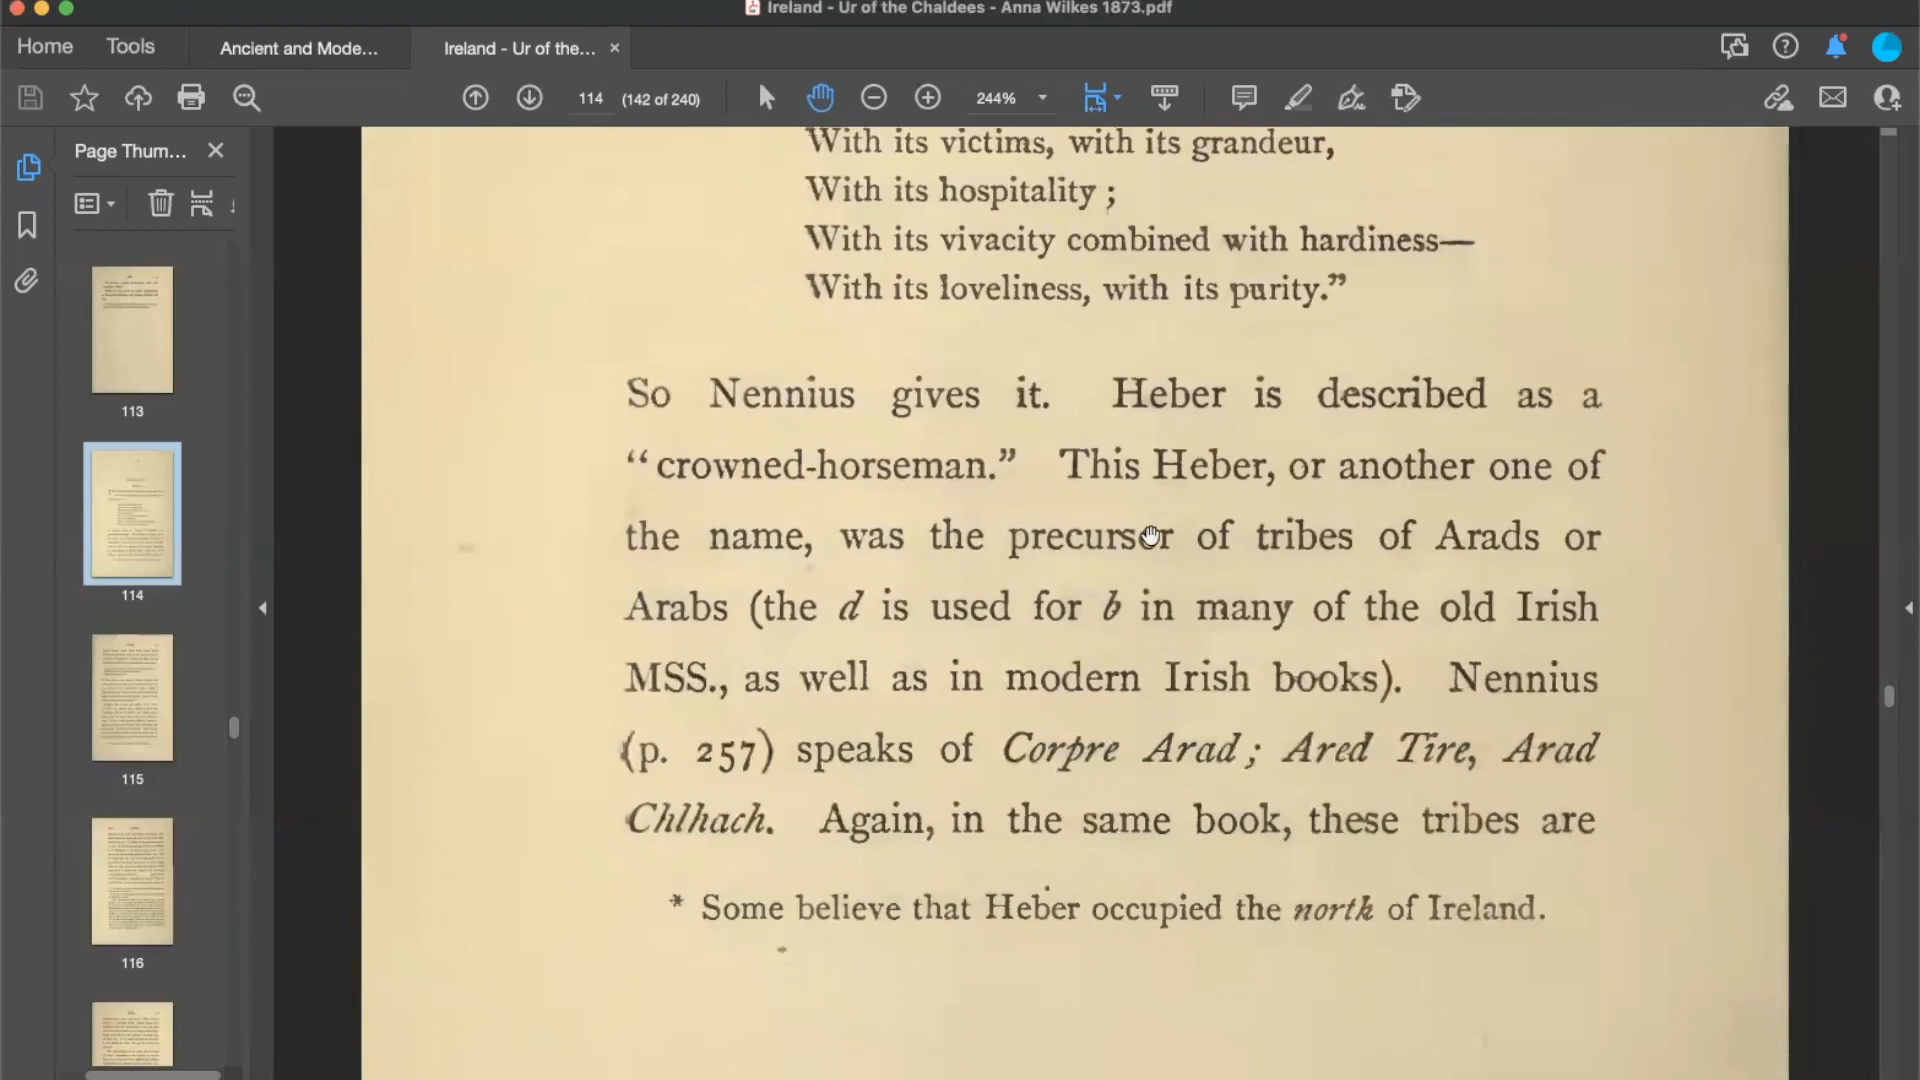 Ireland - Ur of the Chaldees - Anna Wilkes 1873.pdf
Home
Tools
Ancient and Mode...
Ireland - Ur of the...
114
(142 of 240)
244%
Page Thum...
113
114
115
116
With its victims, with its grandeur,
With its hospitality ;
With its vivacity combined with hardiness—
With its loveliness, with its purity.”
So Nennius gives it. Heber is described as a
“crowned-horseman.” This Heber, or another one of
the name, was the precursor of tribes of Arads or
Arabs (the d is used for b in many of the old Irish
MSS., as well as in modern Irish books). Nennius
(p. 257) speaks of Corpre Arad ; Ared Tire, Arad
Chlhach. Again, in the same book, these tribes are
* Some believe that Heber occupied the north of Ireland.